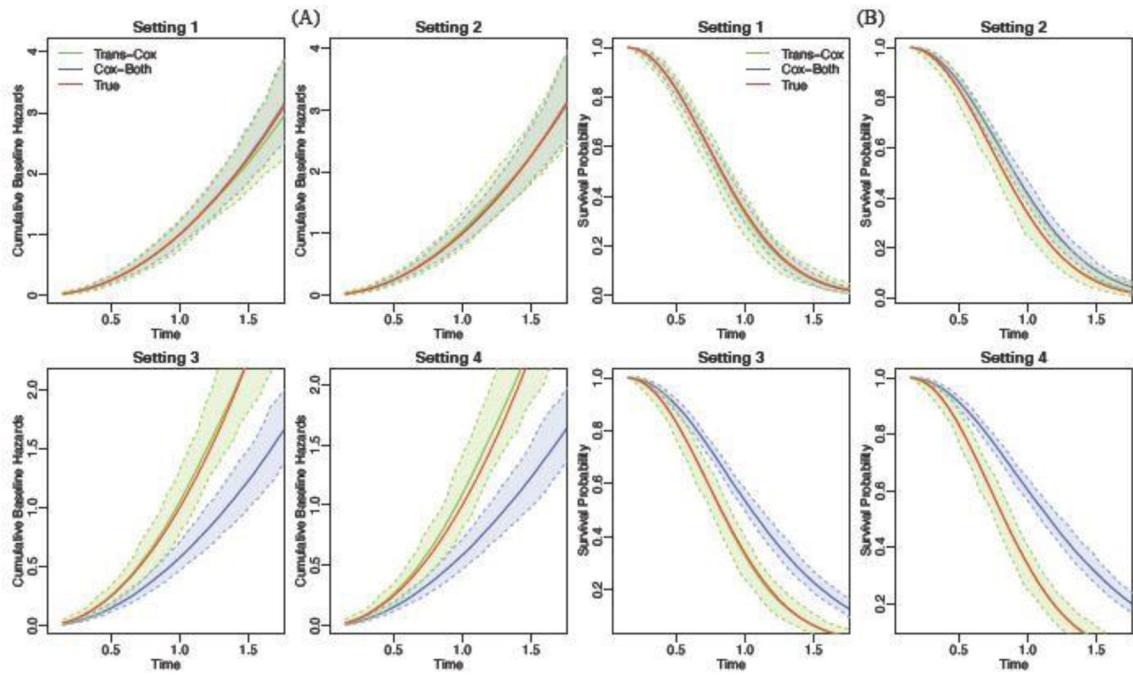 (A)
Setting 1
Cumulative Baseline Hazards
4
3
2
1
0
Trans-Cox
Cox-Both
True
0.5 1.0 1.5
Time
Setting 2
Cumulative Baseline Hazards
4
3
2
1
0
0.5 1.0 1.5
Time
(B)
Setting 1
Survival Probability
1.0
0.8
0.6
0.4
0.2
0.0
Trans-Cox
Cox-Both
True
0.5 1.0 1.5
Time
Setting 2
Survival Probability
1.0
0.8
0.6
0.4
0.2
0.0
0.5 1.0 1.5
Time
Setting 3
Cumulative Baseline Hazards
2.0
1.5
1.0
0.5
0.0
0.5 1.0 1.5
Time
Setting 4
Cumulative Baseline Hazards
2.0
1.5
1.0
0.5
0.0
0.5 1.0 1.5
Time
Setting 3
Survival Probability
1.0
0.8
0.6
0.4
0.2
0.5 1.0 1.5
Time
Setting 4
Survival Probability
1.0
0.8
0.6
0.4
0.2
0.5 1.0 1.5
Time